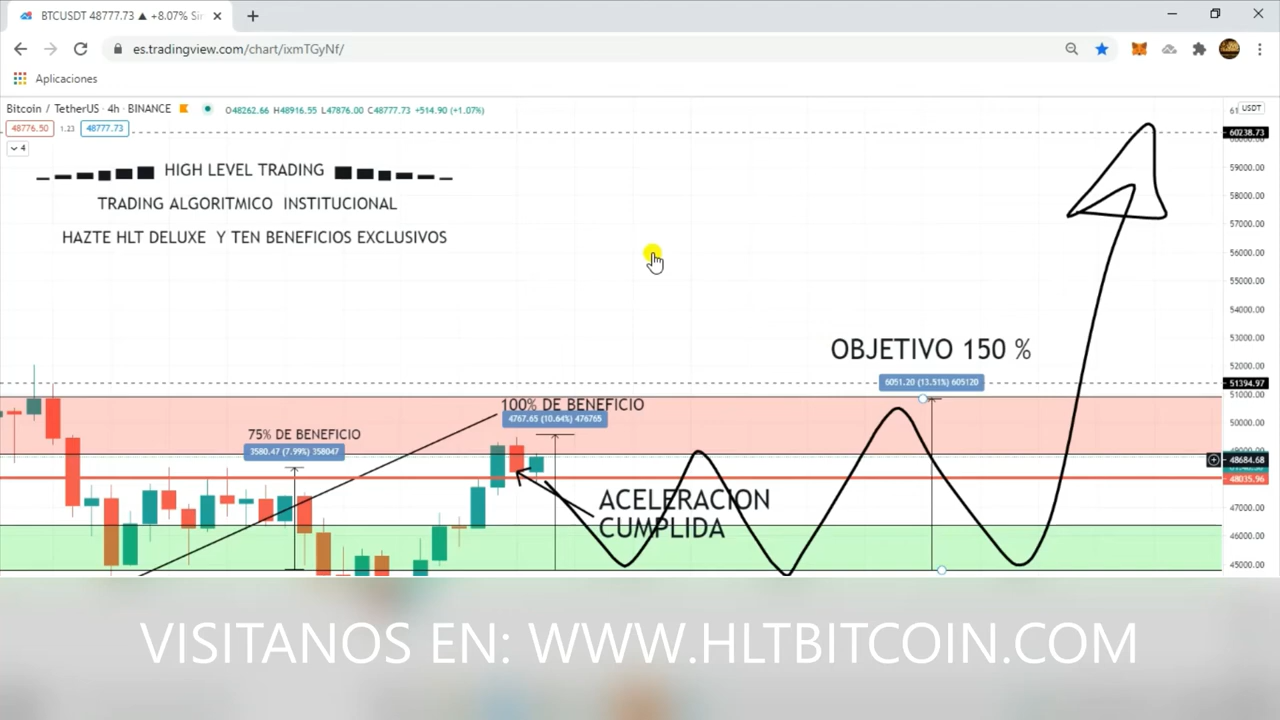 BTCUSDT 48777.73 ▲ +8.07% Sin
es.tradingview.com/chart/ixmTGyNf/
Aplicaciones
Bitcoin / TetherUS · 4h · BINANCE O48262.66 H48916.55 L47876.00 C48777.73 +514.90 (+1.07%)
USDT
48776.50 1.23 48777.73
4
60238.73
HIGH LEVEL TRADING
TRADING ALGORITMICO INSTITUCIONAL
HAZTE HLT DELUXE Y TEN BENEFICIOS EXCLUSIVOS
59000.00
58000.00
57000.00
56000.00
55000.00
54000.00
53000.00
52000.00
OBJETIVO 150 %
6051.20 (13.51%) 605120
51394.97
51000.00
100% DE BENEFICIO
4767.65 (10.64%) 476765
50000.00
75% DE BENEFICIO
3580.47 (7.99%) 358047
48684.68
48035.96
ACELERACION
CUMPLIDA
47000.00
46000.00
45000.00
VISITANOS EN: WWW.HLTBITCOIN.COM